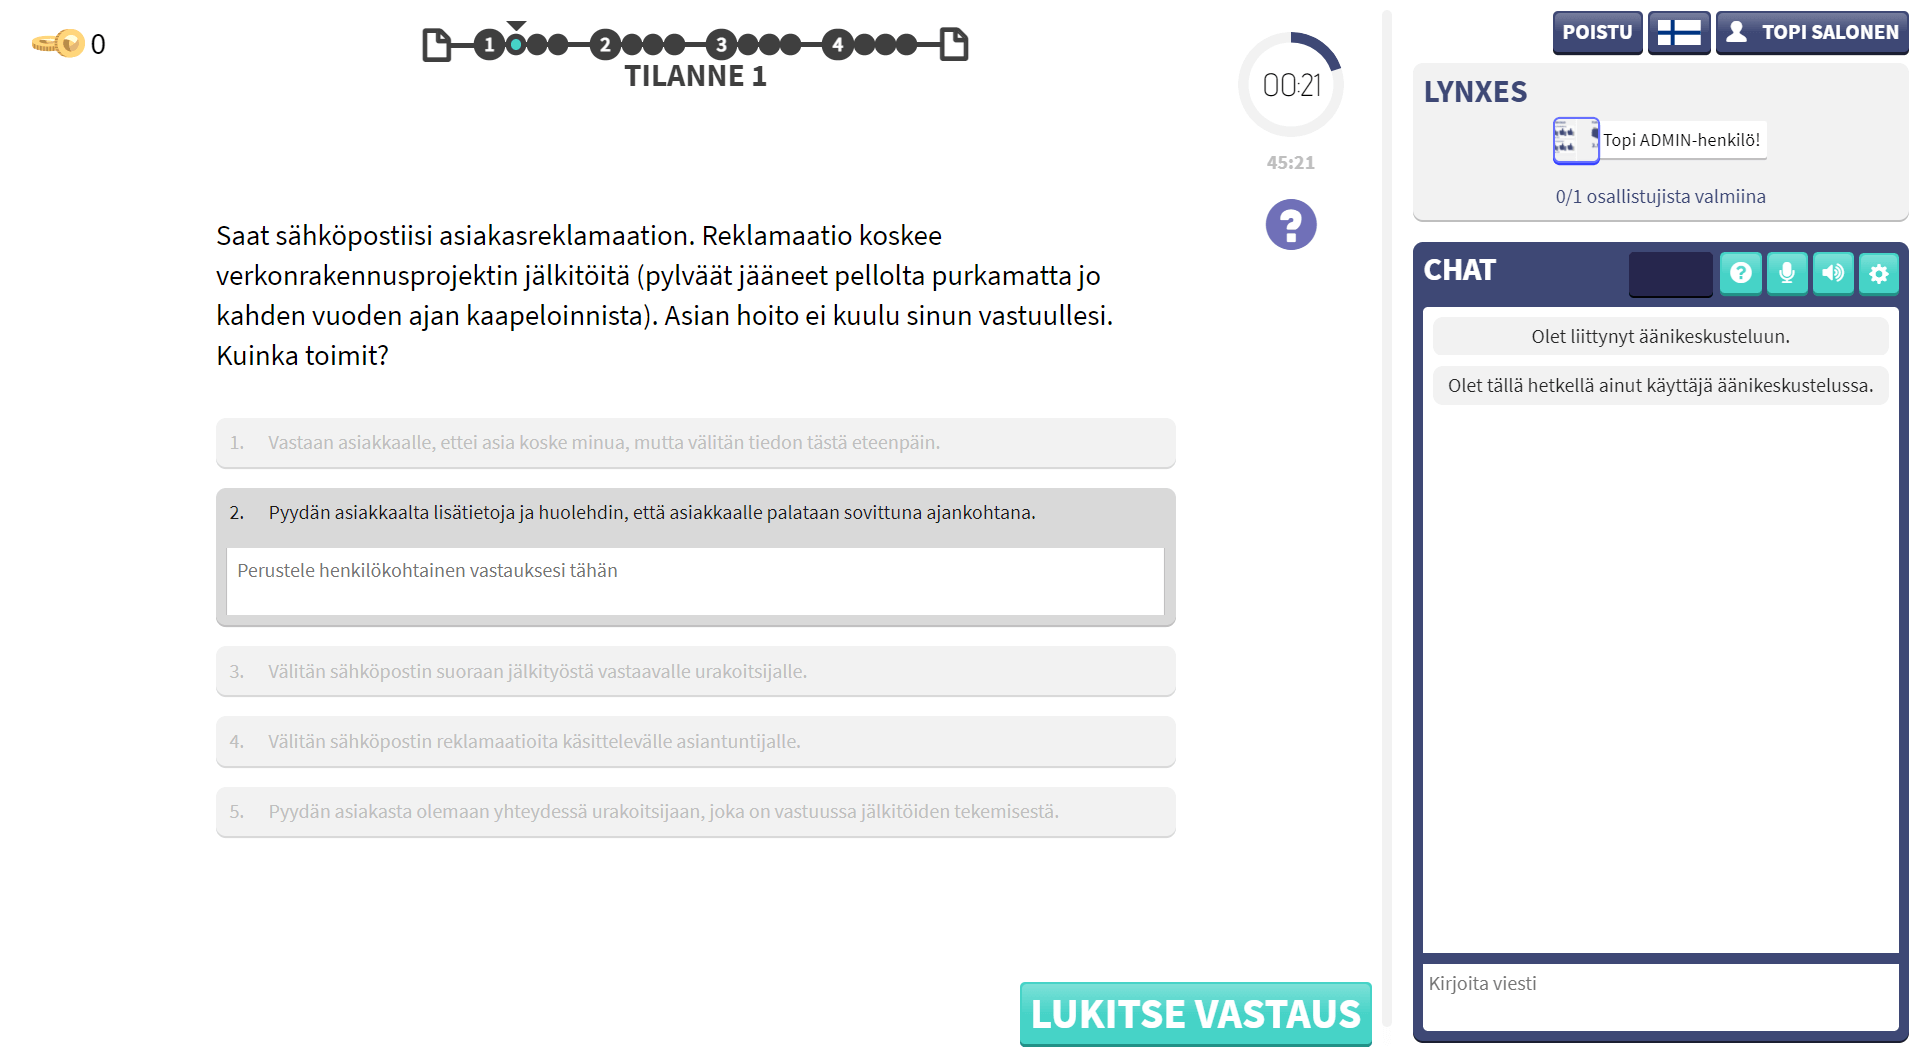 0
1
2
3
4
TILANNE 1
00:21
45:21
?
Saat sähköpostiisi asiakasreklamaation. Reklamaatio koskee
verkonrakennusprojektin jälkitöitä (pylväät jääneet pellolta purkamatta jo
kahden vuoden ajan kaapeloinnista). Asian hoito ei kuulu sinun vastuullesi.
Kuinka toimit?
1. Vastaan asiakkaalle, ettei asia koske minua, mutta välitän tiedon tästä eteenpäin.
2. Pyydän asiakkaalta lisätietoja ja huolehdin, että asiakkaalle palataan sovittuna ajankohtana.
Perustele henkilökohtainen vastauksesi tähän
3. Välitän sähköpostin suoraan jälkityöstä vastaavalle urakoitsijalle.
4. Välitän sähköpostin reklamaatioita käsittelevälle asiantuntijalle.
5. Pyydän asiakasta olemaan yhteydessä urakoitsijaan, joka on vastuussa jälkitöiden tekemisestä.
LUKITSE VASTAUS
POISTU
TOPI SALONEN
LYNXES
Topi ADMIN-henkilö!
0/1 osallistujista valmiina
CHAT
?
Olet liittynyt äänikeskusteluun.
Olet tällä hetkellä ainut käyttäjä äänikeskustelussa.
Kirjoita viesti